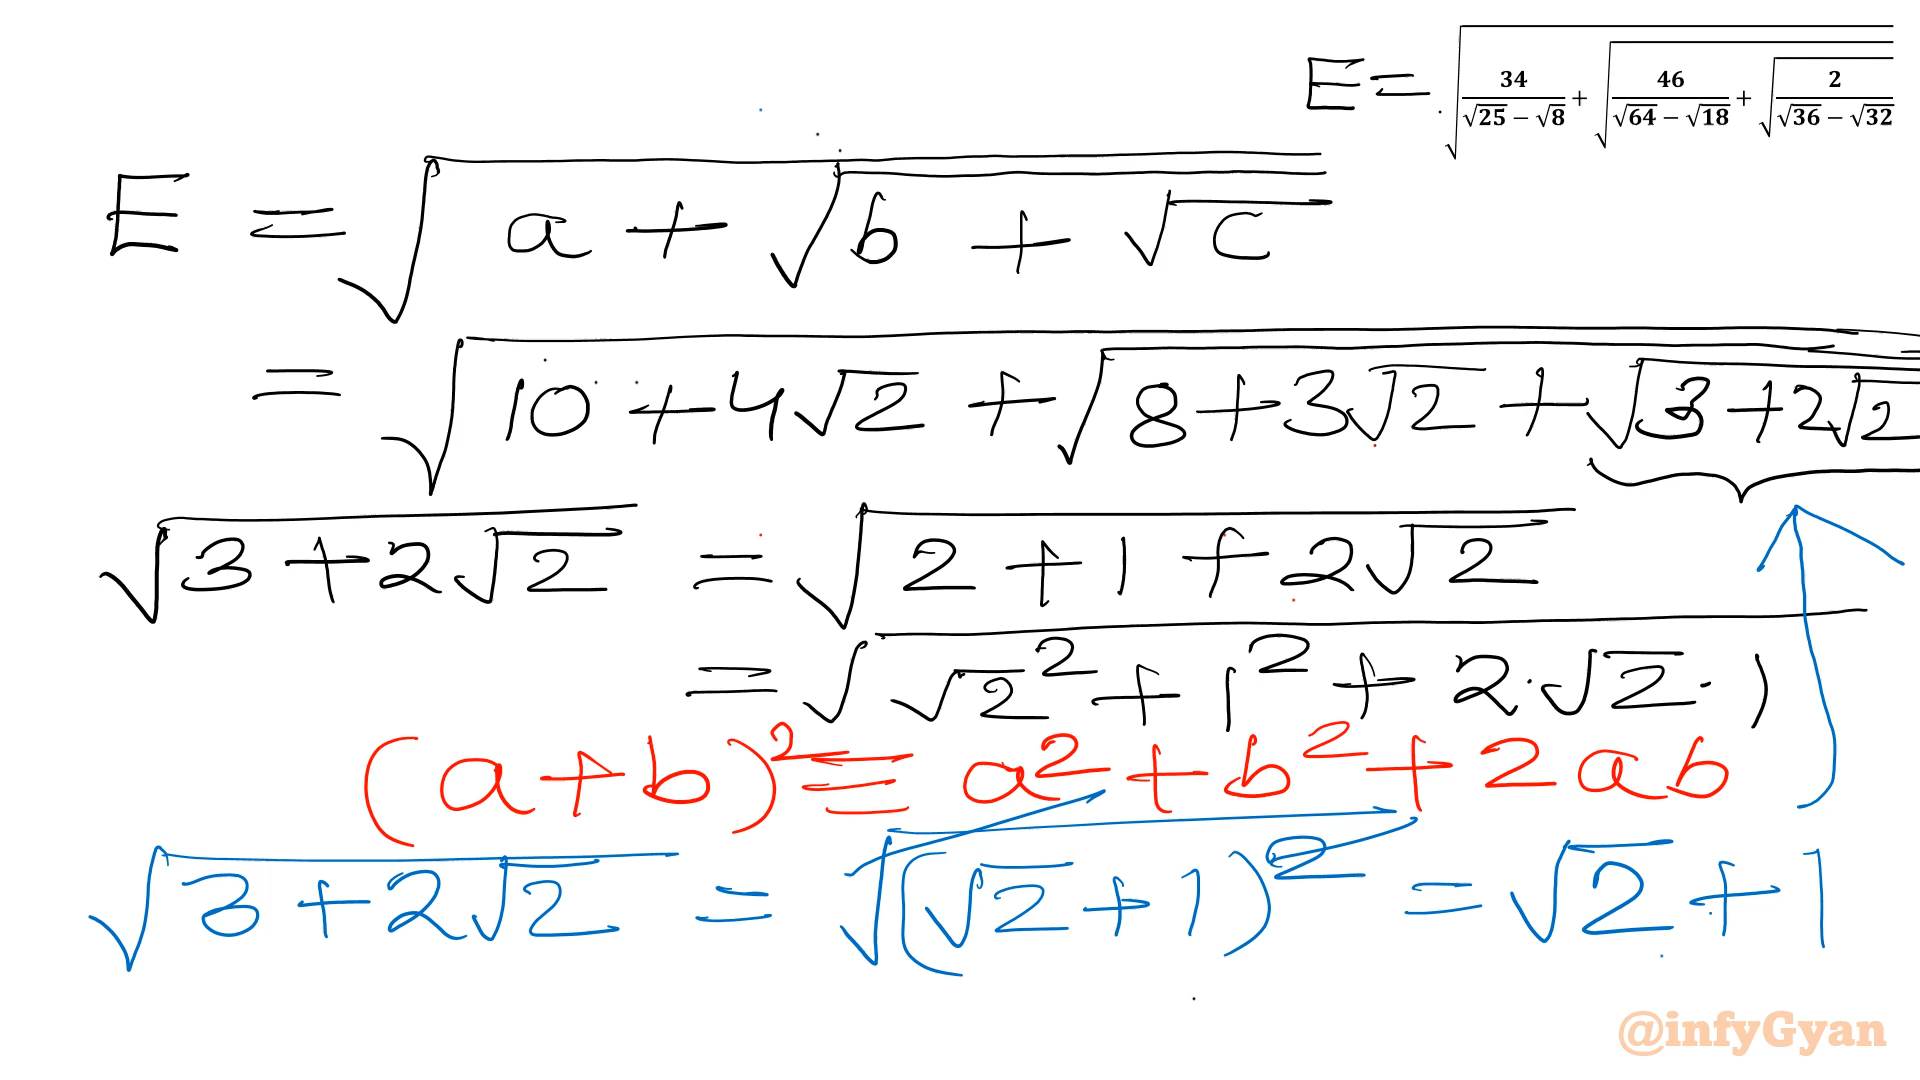 E = √(34/(√25 − √8) + √(46/(√64 − √18) + √(2/(√36 − √32))))
E = √(a + √(b + √c))
= √(10 + 4√2 + √(8 + 3√2 + √(3 + 2√2
√(3 + 2√2) = √(2 + 1 + 2√2)
= √(√2² + 1² + 2·√2·1)
(a + b)² = a² + b² + 2ab
√(3 + 2√2) = √((√2 + 1)²) = √2 + 1
@infyGyan